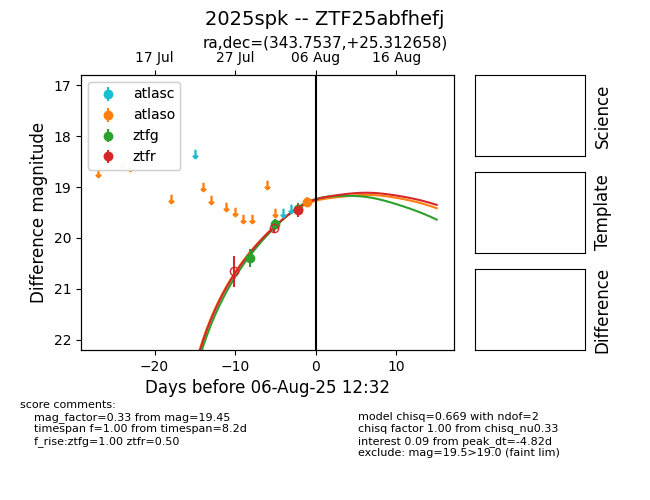 2025spk -- ZTF25abfhefj
ra,dec=(343.7537,+25.312658)
17 Jul
27 Jul
06 Aug
16 Aug
17
18
19
20
21
22
Difference magnitude
atlasc
atlaso
ztfg
ztfr
−20
−10
0
10
Days before 06-Aug-25 12:32
Science
Template
Difference
score comments:
mag_factor=0.33 from mag=19.45
timespan f=1.00 from timespan=8.2d
f_rise:ztfg=1.00 ztfr=0.50
model chisq=0.669 with ndof=2
chisq factor 1.00 from chisq_nu0.33
interest 0.09 from peak_dt=-4.82d
exclude: mag=19.5>19.0 (faint lim)